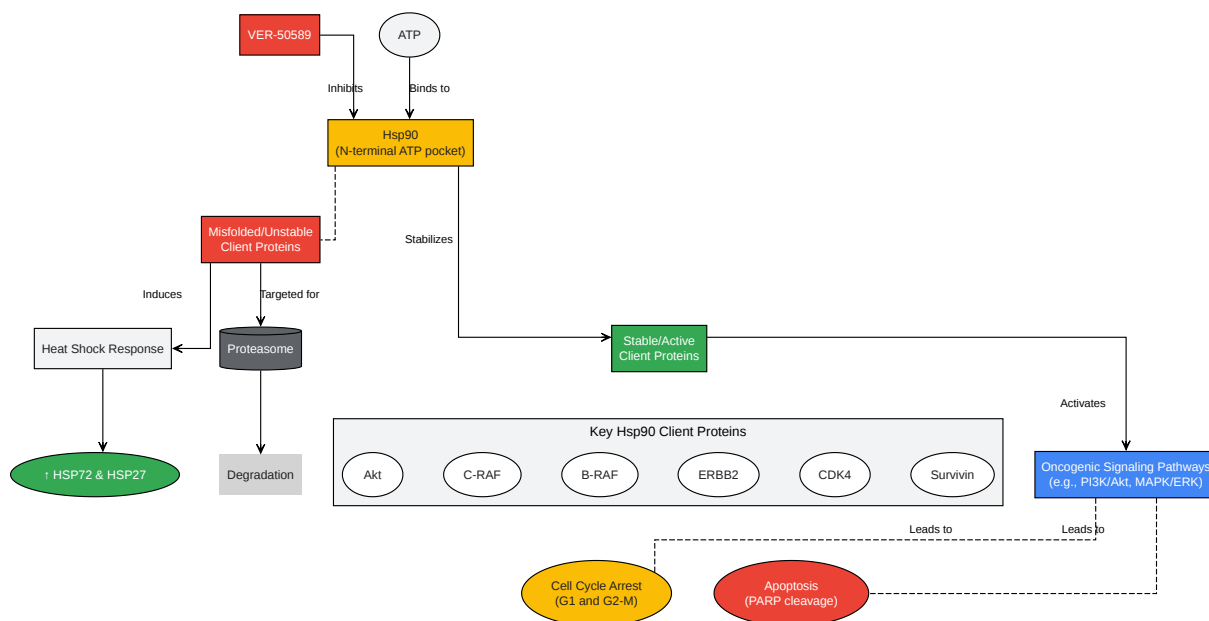 VER-50589
ATP
Inhibits
Binds to
Hsp90
(N-terminal ATP pocket)
Misfolded/Unstable
Client Proteins
Stabilizes
Induces
Targeted for
Heat Shock Response
Proteasome
Stable/Active
Client Proteins
Activates
Key Hsp90 Client Proteins
↑ HSP72 & HSP27
Degradation
Akt
C-RAF
B-RAF
ERBB2
CDK4
Survivin
Oncogenic Signaling Pathways
(e.g., PI3K/Akt, MAPK/ERK)
Leads to
Leads to
Cell Cycle Arrest
(G1 and G2-M)
Apoptosis
(PARP cleavage)